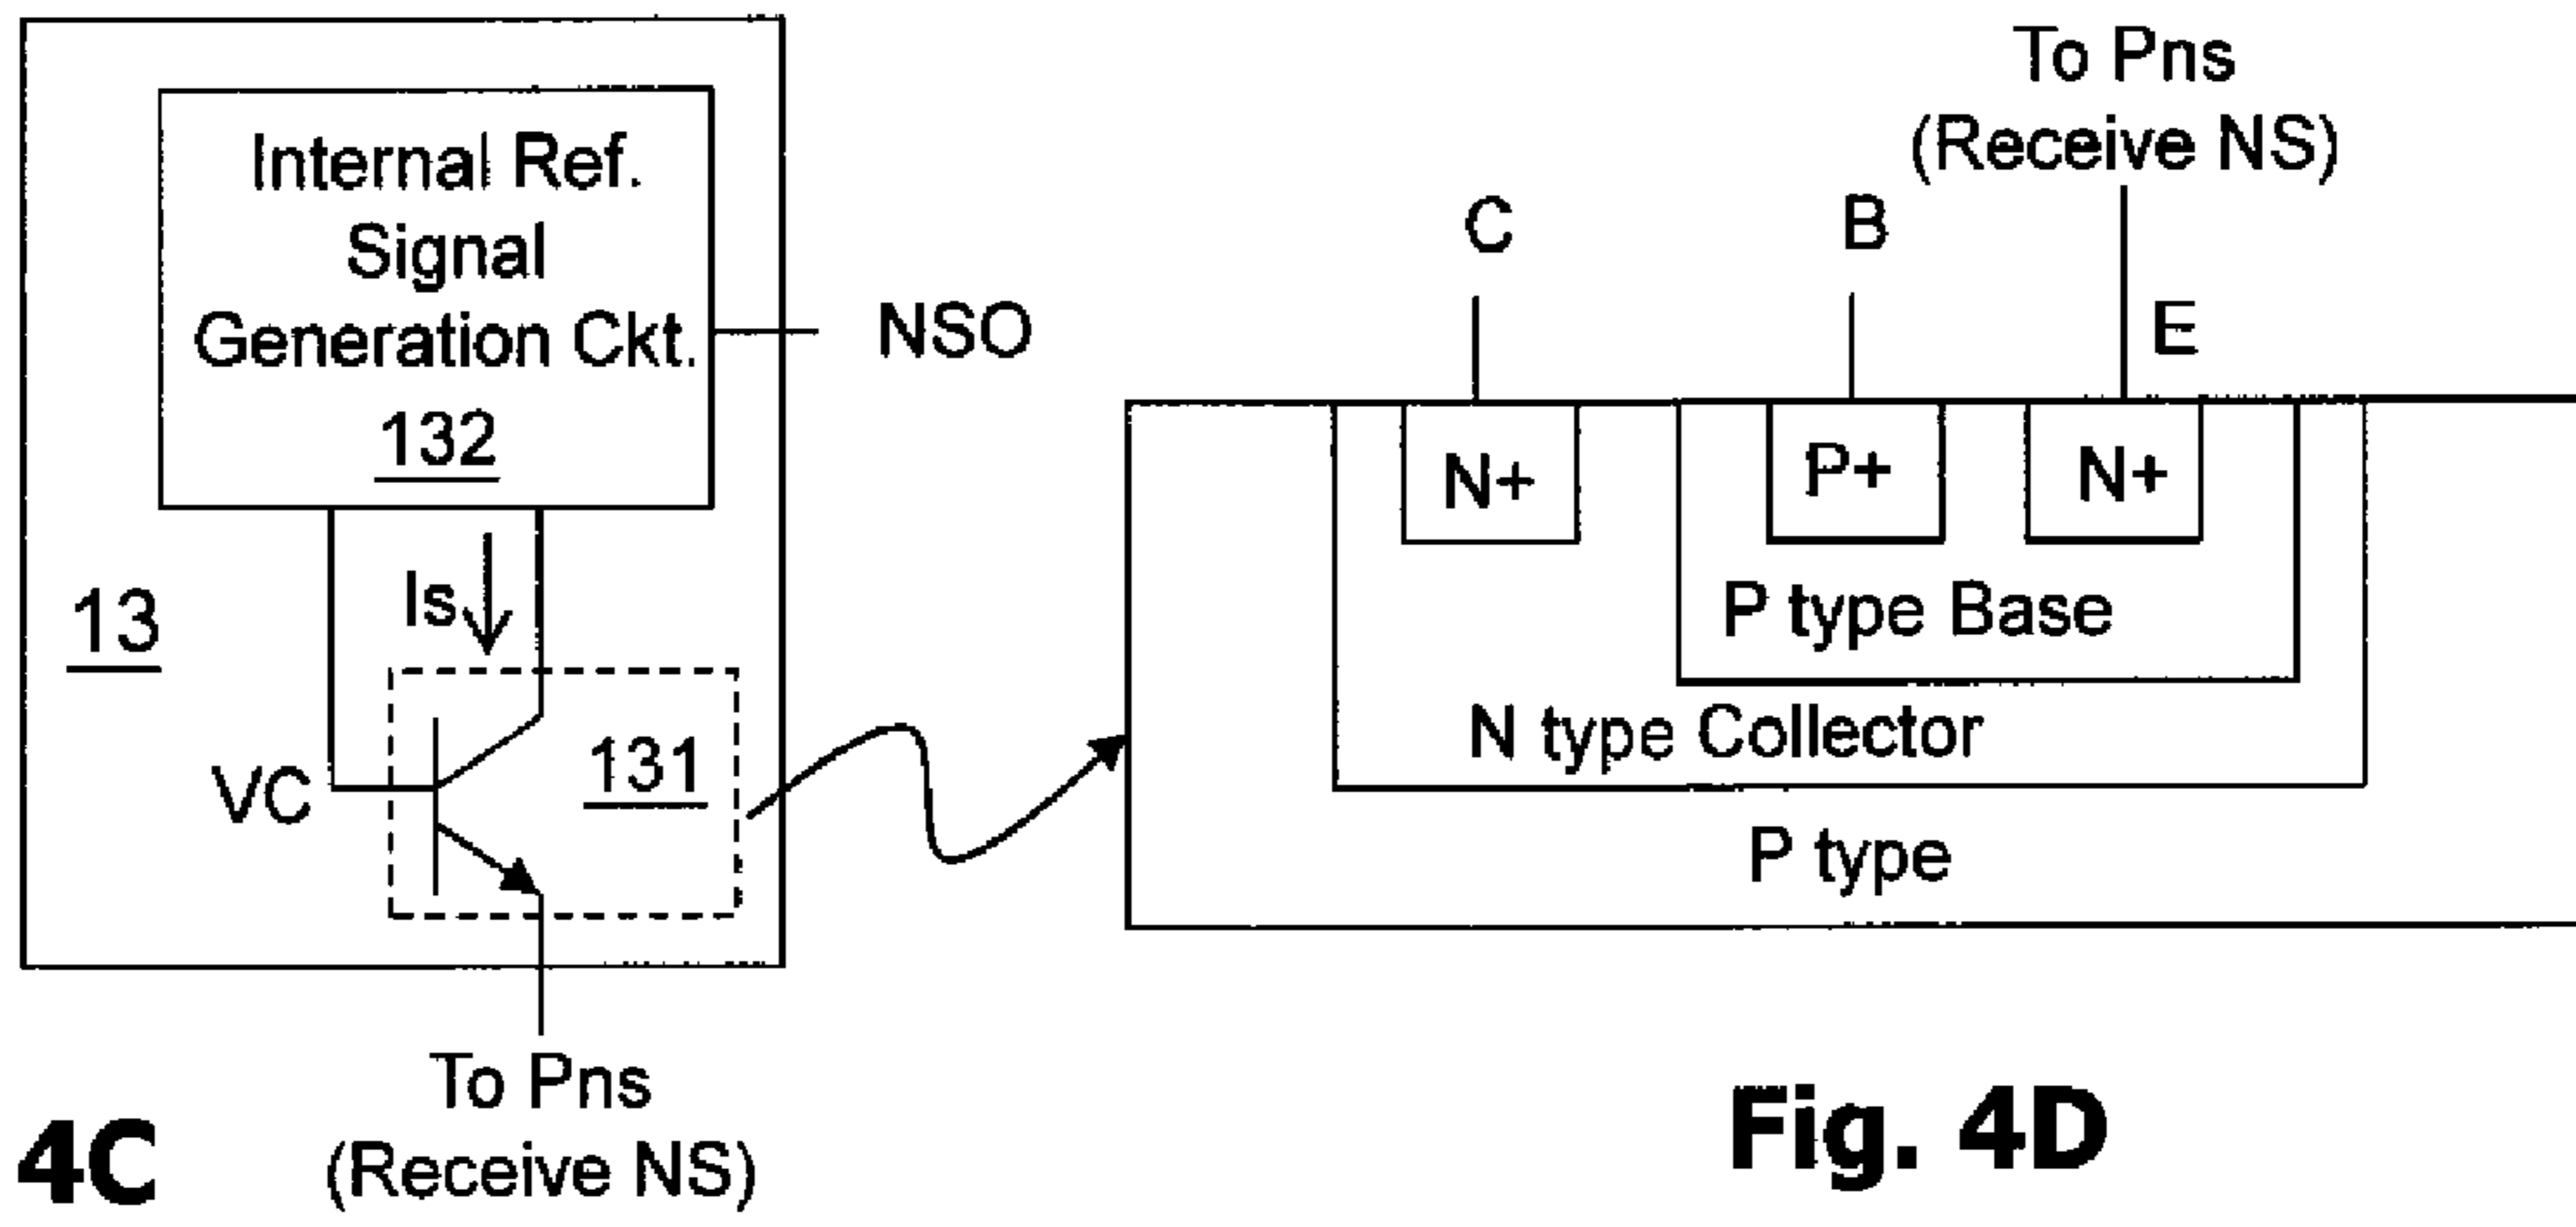 Internal Ref.
Signal
Generation Ckt.
132
NSO
13
Is
VC
131
To Pns
(Receive NS)
4C
To Pns
(Receive NS)
C
B
E
N+
P+
N+
P type Base
N type Collector
P type
Fig. 4D